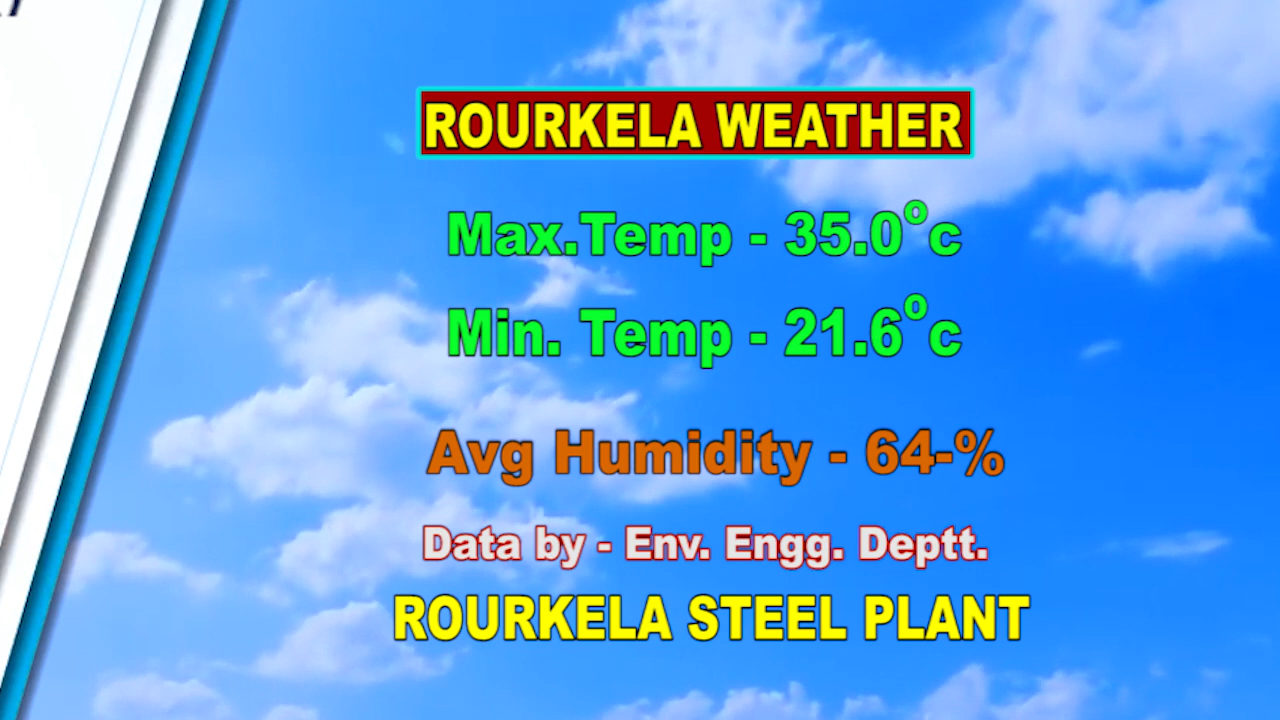 ROURKELA WEATHER
Max.Temp - 35.0°c
Min. Temp - 21.6°c
Avg Humidity - 64-%
Data by - Env. Engg. Deptt.
ROURKELA STEEL PLANT